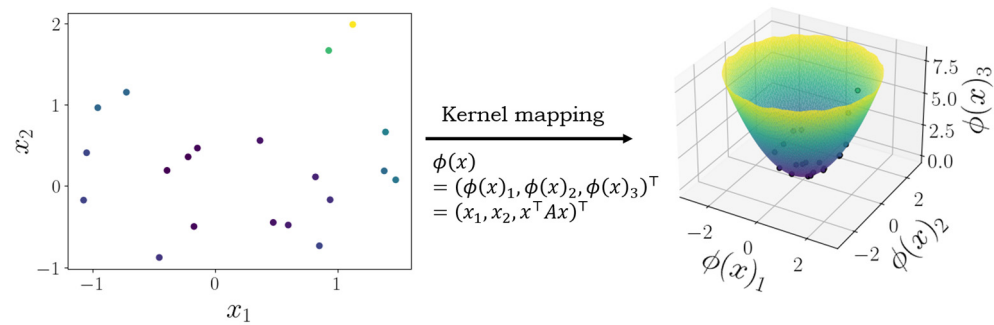 2
1
0
−1
x₂
−1
0
1
x₁
Kernel mapping
ϕ(x)
= (ϕ(x)₁, ϕ(x)₂, ϕ(x)₃)⊤
= (x₁, x₂, x⊤Ax)⊤
7.5
5.0
2.5
0.0
ϕ(x)₃
−2
0
2
ϕ(x)₁
−2
0
2
ϕ(x)₂